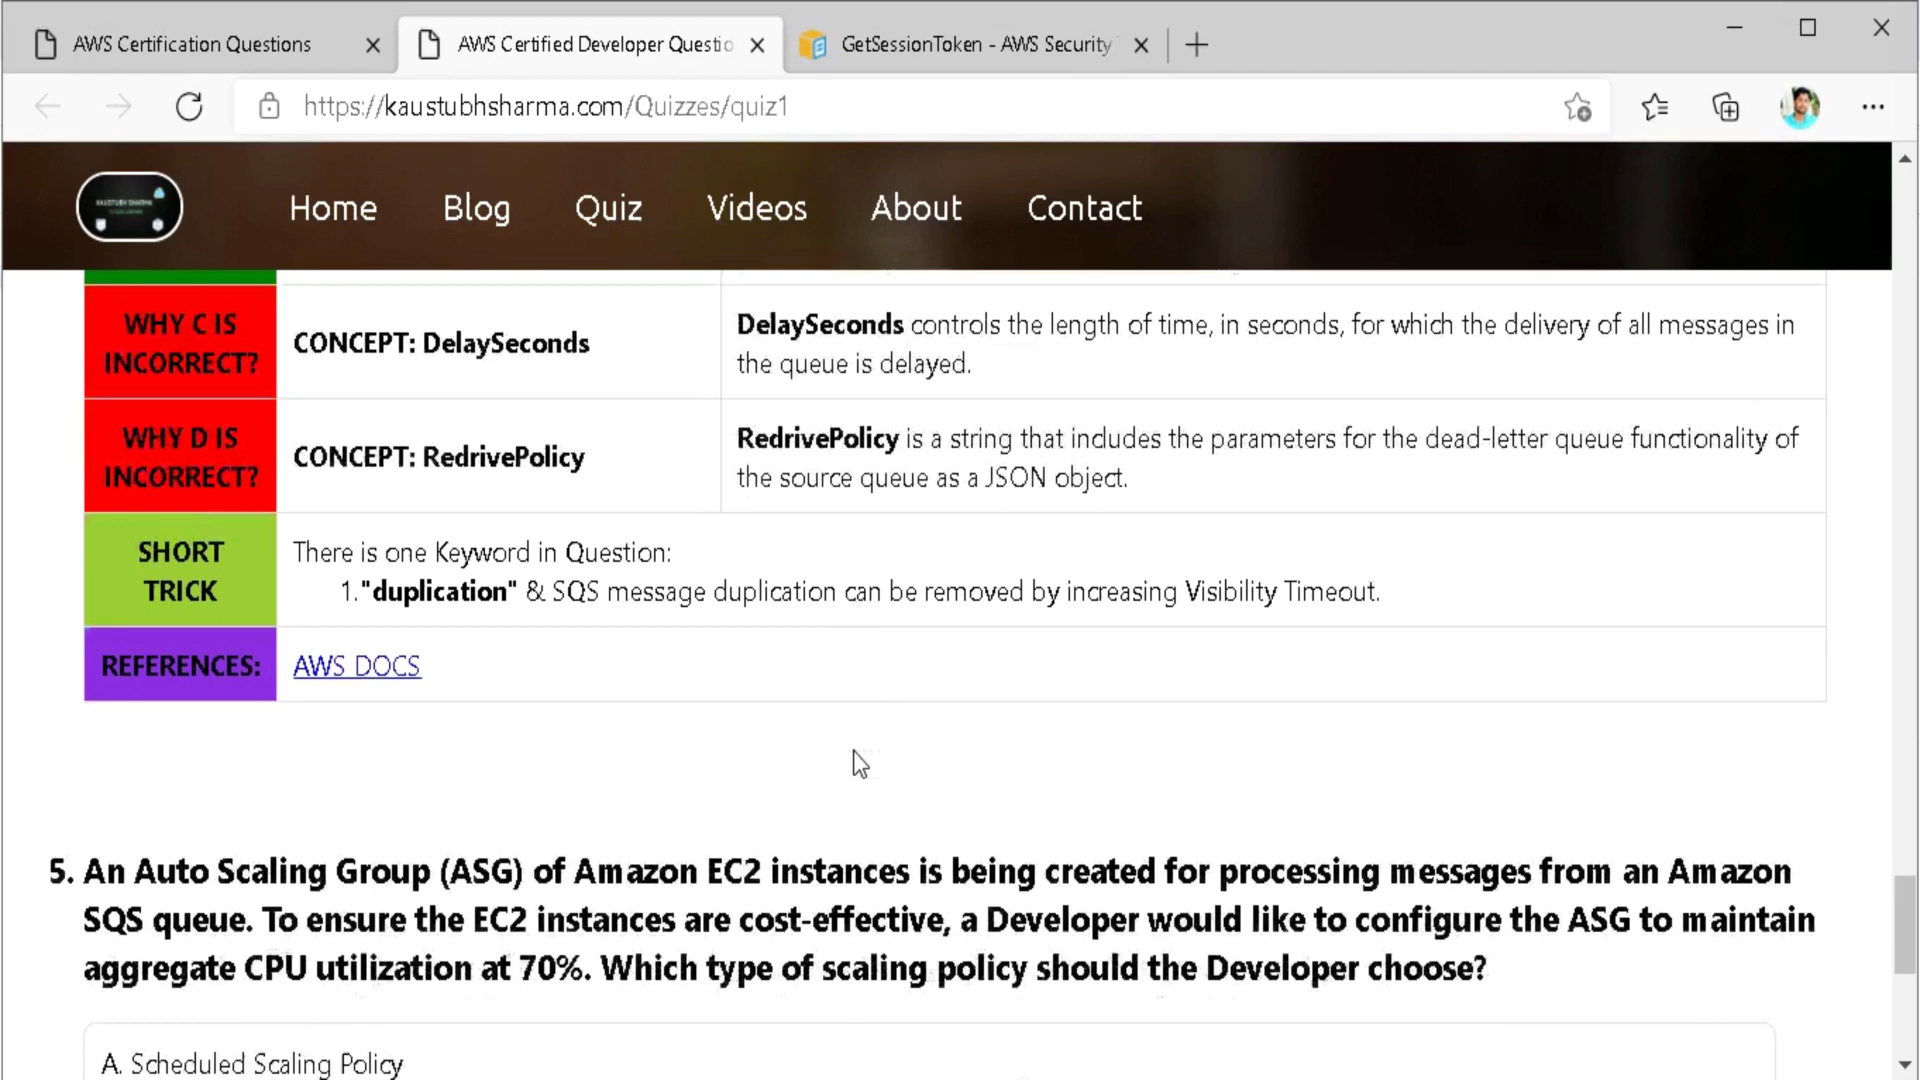 AWS Certification Questions
AWS Certified Developer Questio
GetSessionToken - AWS Security
https://kaustubhsharma.com/Quizzes/quiz1
KAUSTUBH SHARMA
Home
Blog
Quiz
Videos
About
Contact
WHY C IS
INCORRECT?
CONCEPT: DelaySeconds
DelaySeconds controls the length of time, in seconds, for which the delivery of all messages in
the queue is delayed.
WHY D IS
INCORRECT?
CONCEPT: RedrivePolicy
RedrivePolicy is a string that includes the parameters for the dead-letter queue functionality of
the source queue as a JSON object.
SHORT
TRICK
There is one Keyword in Question:
1."duplication" & SQS message duplication can be removed by increasing Visibility Timeout.
REFERENCES:
AWS DOCS
5. An Auto Scaling Group (ASG) of Amazon EC2 instances is being created for processing messages from an Amazon
SQS queue. To ensure the EC2 instances are cost-effective, a Developer would like to configure the ASG to maintain
aggregate CPU utilization at 70%. Which type of scaling policy should the Developer choose?
A. Scheduled Scaling Policy